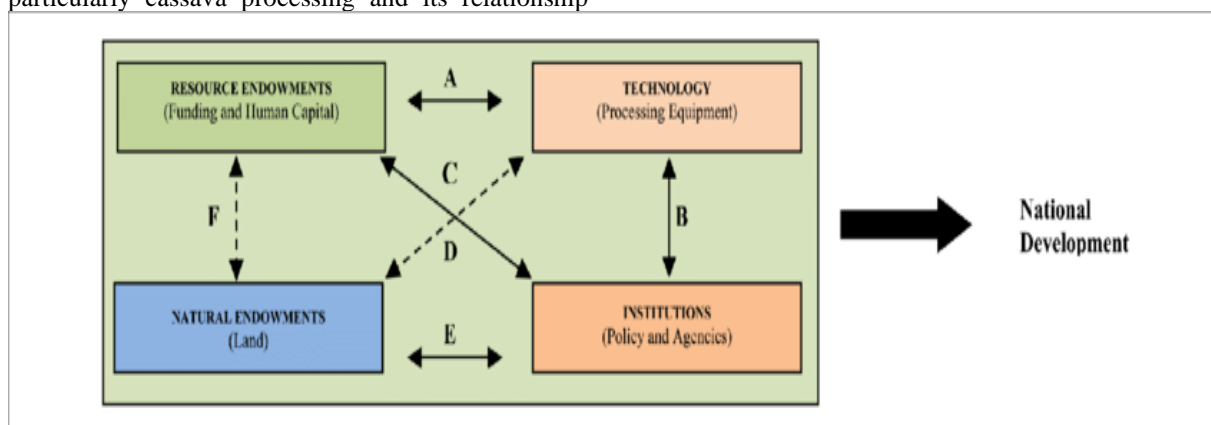 particularly cassava processing and its relationship
RESOURCE ENDOWMENTS
(Funding and Human Capital)
A
TECHNOLOGY
(Processing Equipment)
C
F
B
D
National
Development
NATURAL ENDOWMENTS
(Land)
E
INSTITUTIONS
(Policy and Agencies)